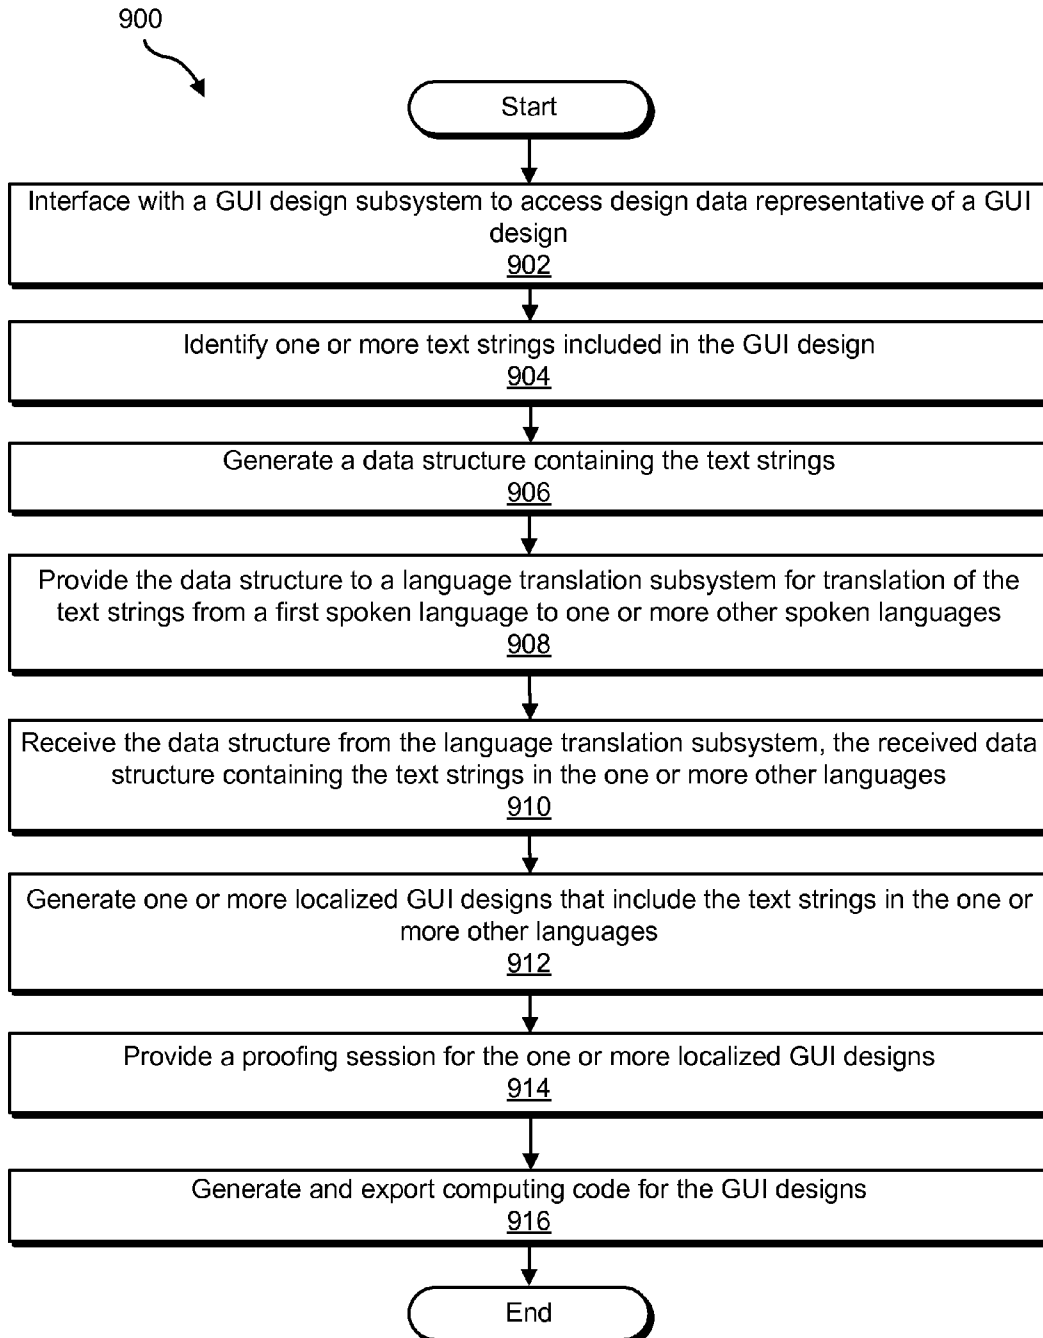 900
Start
Interface with a GUI design subsystem to access design data representative of a GUI
design
902
Identify one or more text strings included in the GUI design
904
Generate a data structure containing the text strings
906
Provide the data structure to a language translation subsystem for translation of the
text strings from a first spoken language to one or more other spoken languages
908
Receive the data structure from the language translation subsystem, the received data
structure containing the text strings in the one or more other languages
910
Generate one or more localized GUI designs that include the text strings in the one or
more other languages
912
Provide a proofing session for the one or more localized GUI designs
914
Generate and export computing code for the GUI designs
916
End